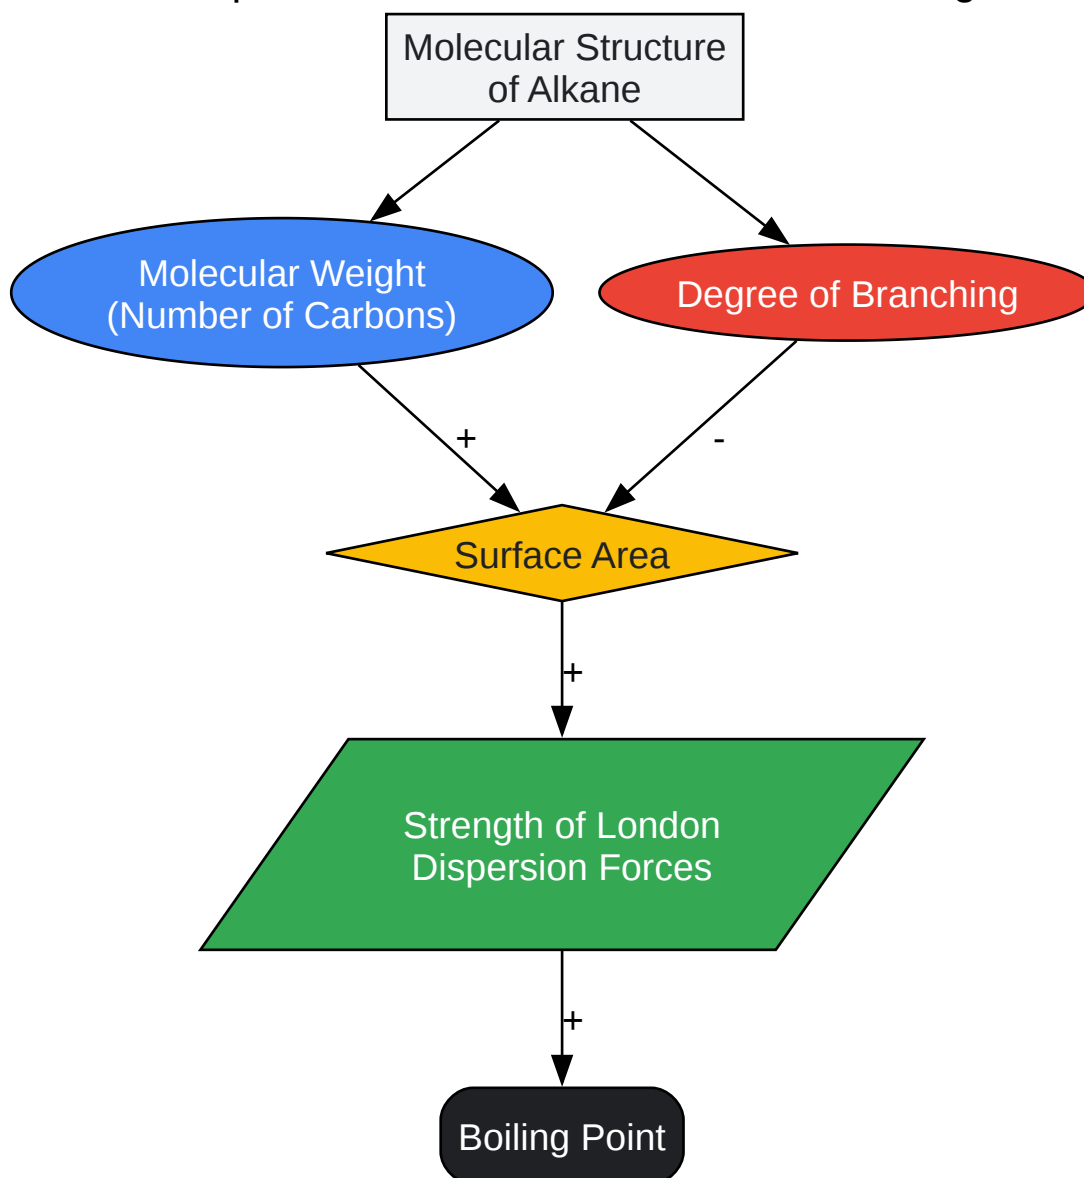 Molecular Structure
of Alkane
Molecular Weight
(Number of Carbons)
Degree of Branching
+
-
Surface Area
+
Strength of London
Dispersion Forces
+
Boiling Point